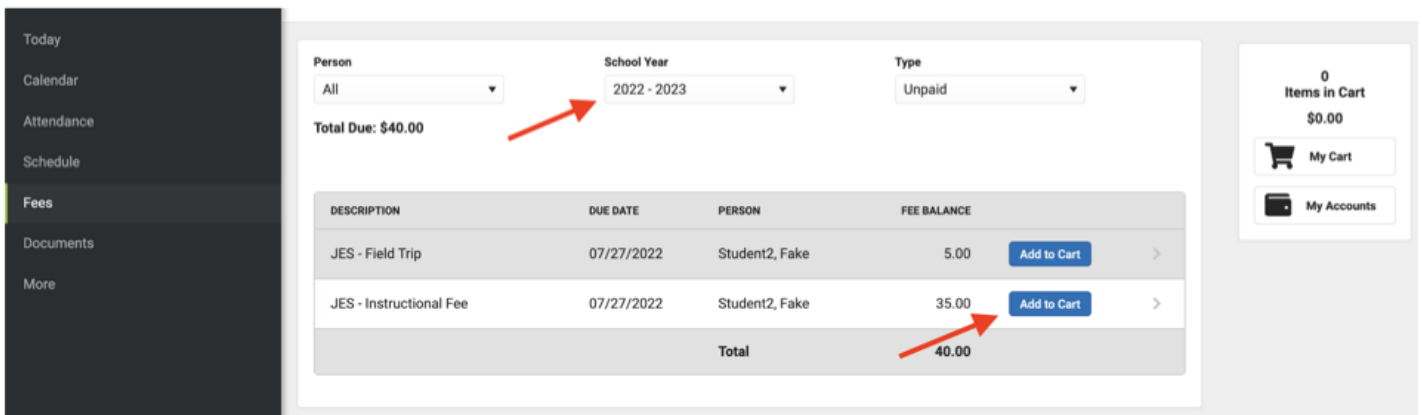 Today
Calendar
Attendance
Schedule
Fees
Documents
More
Person School Year Type
All 2022 - 2023 Unpaid
Total Due: $40.00
DESCRIPTION DUE DATE PERSON FEE BALANCE
JES - Field Trip 07/27/2022 Student2, Fake 5.00 Add to Cart
JES - Instructional Fee 07/27/2022 Student2, Fake 35.00 Add to Cart
Total 40.00
0
Items in Cart
$0.00
My Cart
My Accounts